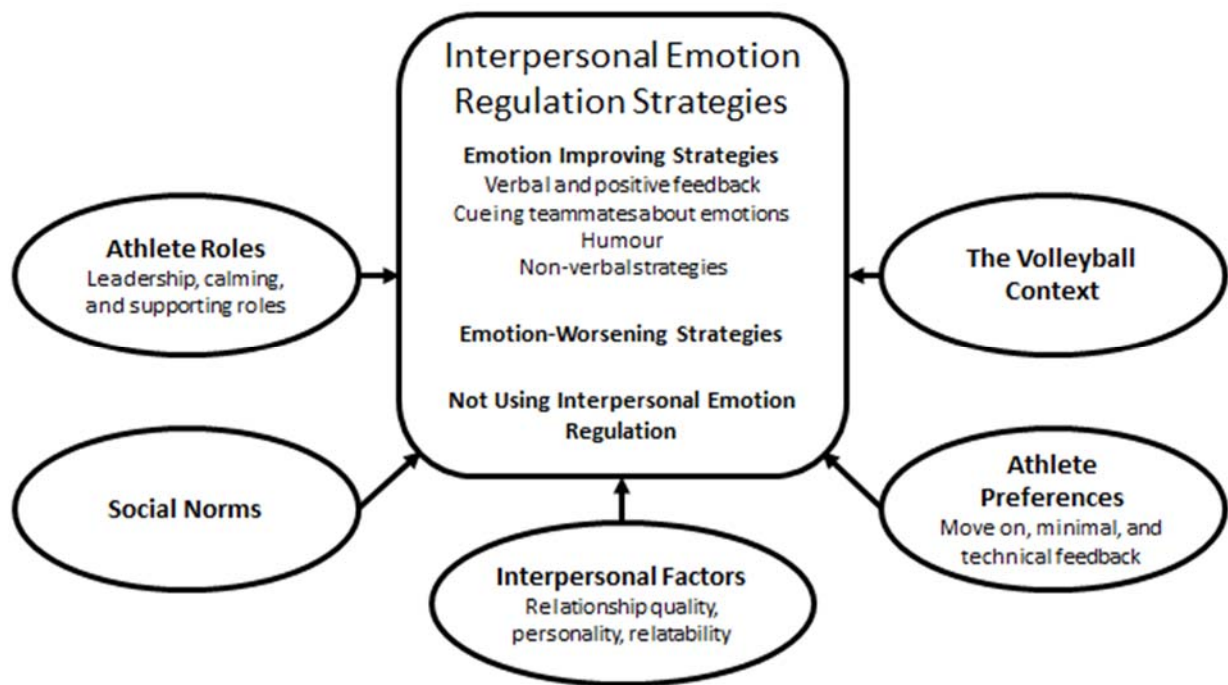 Interpersonal Emotion
Regulation Strategies
Emotion Improving Strategies
Verbal and positive feedback
Cueing teammates about emotions
Humour
Non-verbal strategies
Emotion-Worsening Strategies
Not Using Interpersonal Emotion
Regulation
Athlete Roles
Leadership, calming,
and supporting roles
The Volleyball
Context
Social Norms
Athlete
Preferences
Move on, minimal, and
technical feedback
Interpersonal Factors
Relationship quality,
personality, relatability